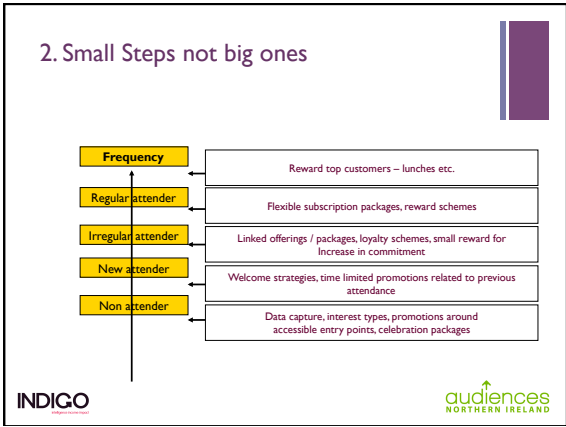 2. Small Steps not big ones
Frequency
Reward top customers – lunches etc.
Regular attender
Flexible subscription packages, reward schemes
Irregular attender
Linked offerings / packages, loyalty schemes, small reward for
Increase in commitment
New attender
Welcome strategies, time limited promotions related to previous
attendance
Non attender
Data capture, interest types, promotions around
accessible entry points, celebration packages
INDIGO
audiences
NORTHERN IRELAND